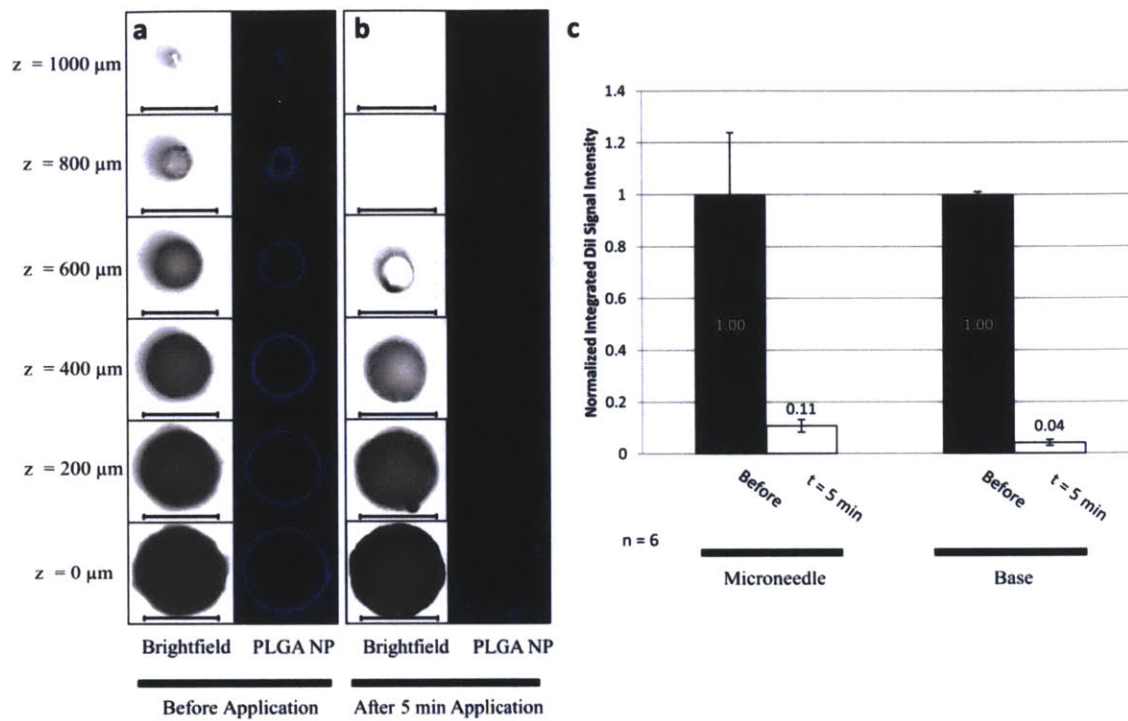 a
b
z = 1000 µm
z = 800 µm
z = 600 µm
z = 400 µm
z = 200 µm
z = 0 µm
Brightfield PLGA NP Brightfield PLGA NP
Before Application After 5 min Application
c
Normalized Integrated DiI Signal Intensity
1.4
1.2
1
0.8
0.6
0.4
0.2
0
1.00
0.11
1.00
0.04
Before t = 5 min Before t = 5 min
n = 6
Microneedle Base